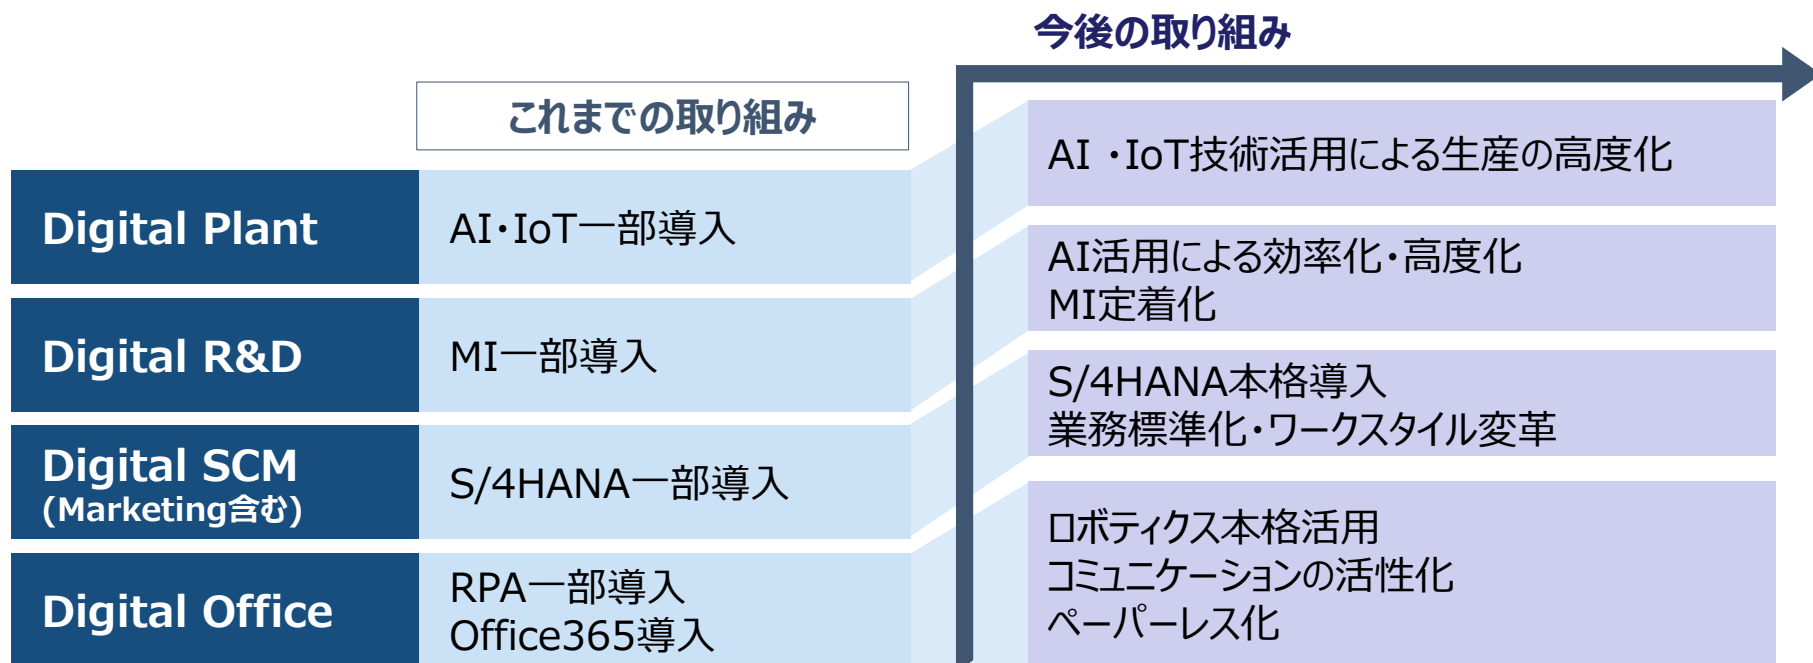 今後の取り組み
これまでの取り組み
Digital Plant
AI・IoT一部導入
AI ・IoT技術活用による生産の高度化
Digital R&D
MI一部導入
AI活用による効率化・高度化
MI定着化
Digital SCM
(Marketing含む)
S/4HANA一部導入
S/4HANA本格導入
業務標準化・ワークスタイル変革
Digital Office
RPA一部導入
Office365導入
ロボティクス本格活用
コミュニケーションの活性化
ペーパーレス化